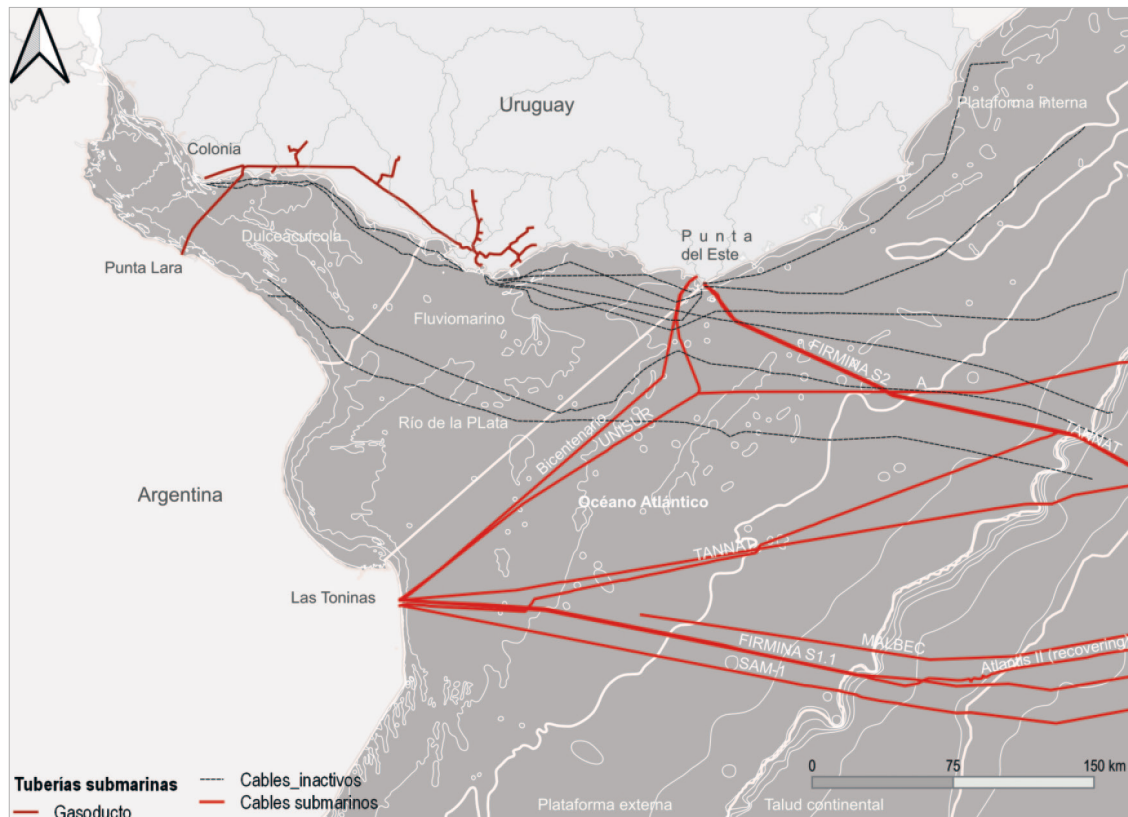 Uruguay
Plataforma Interna
Colonia
Dulceacuícola
Punta
del Este
Punta Lara
Fluviomarino
FIRMINA S2
A
Río de la PLata
Bicentenario
UNISUR
TANNAT
Argentina
Océano Atlántico
TANNAT
Las Toninas
FIRMINA S1.1
MALBEC
Atlantis II (recovering)
SAM-1
0 75 150 km
Tuberías submarinas
Gasoducto
Cables_inactivos
Cables submarinos
Plataforma externa
Talud continental